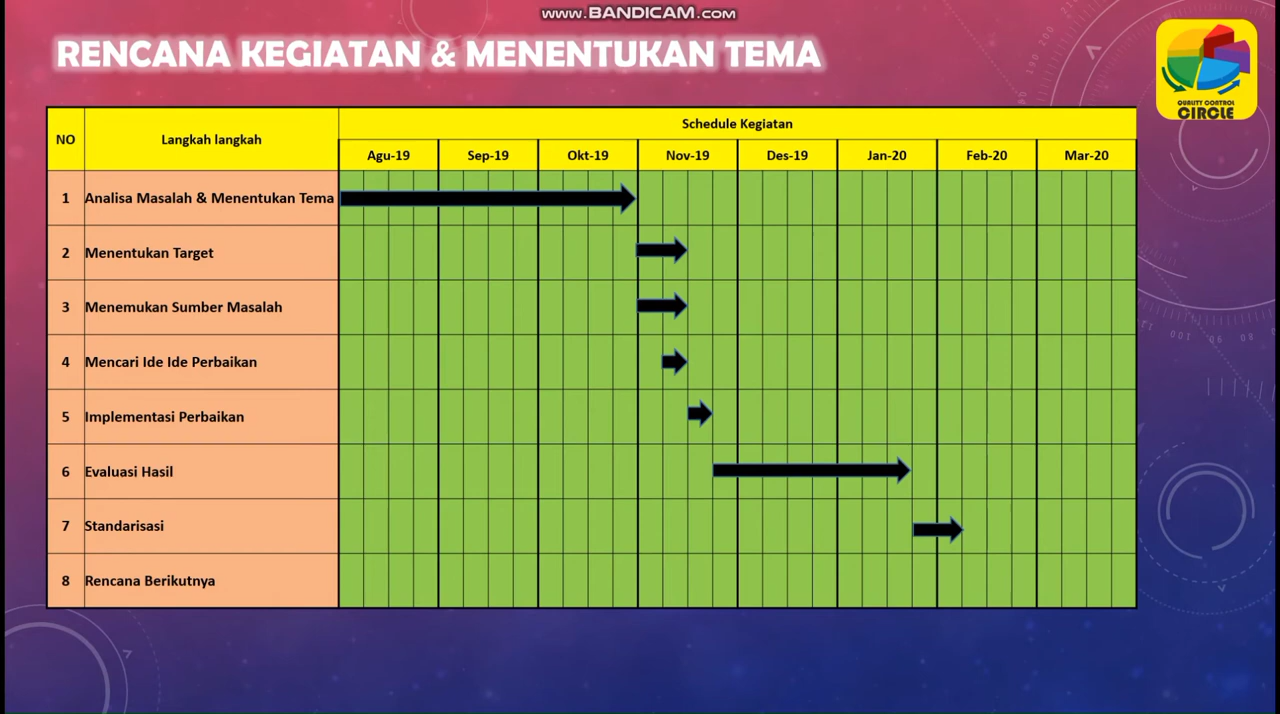 www.BANDICAM.com
RENCANA KEGIATAN & MENENTUKAN TEMA
QUALITY CONTROL
CIRCLE
NO Langkah langkah Schedule Kegiatan
Agu-19 Sep-19 Okt-19 Nov-19 Des-19 Jan-20 Feb-20 Mar-20
1 Analisa Masalah & Menentukan Tema
2 Menentukan Target
3 Menemukan Sumber Masalah
4 Mencari Ide Ide Perbaikan
5 Implementasi Perbaikan
6 Evaluasi Hasil
7 Standarisasi
8 Rencana Berikutnya